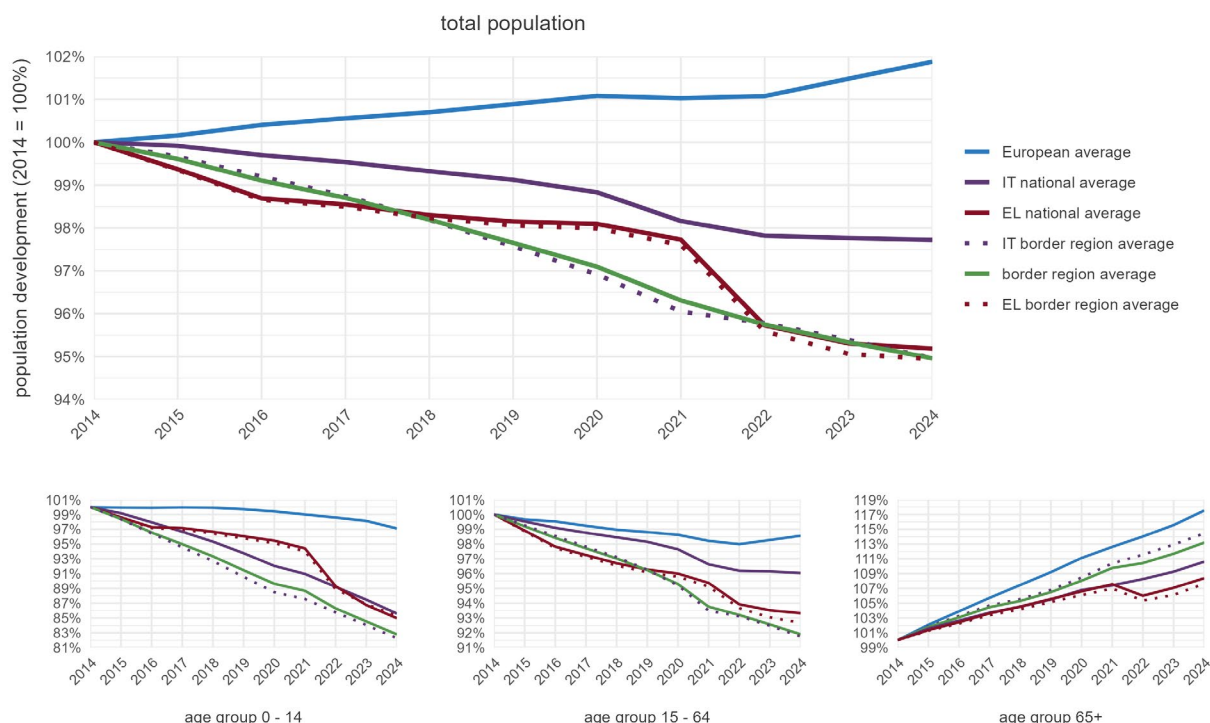 total population
population development (2014 = 100%)
102%
101%
100%
99%
98%
97%
96%
95%
94%
2014 2015 2016 2017 2018 2019 2020 2021 2022 2023 2024
European average
IT national average
EL national average
IT border region average
border region average
EL border region average
101%
99%
97%
95%
93%
91%
89%
87%
85%
83%
81%
2014 2015 2016 2017 2018 2019 2020 2021 2022 2023 2024
age group 0 - 14
101%
100%
99%
98%
97%
96%
95%
94%
93%
92%
91%
2014 2015 2016 2017 2018 2019 2020 2021 2022 2023 2024
age group 15 - 64
119%
117%
115%
113%
111%
109%
107%
105%
103%
101%
99%
2014 2015 2016 2017 2018 2019 2020 2021 2022 2023 2024
age group 65+